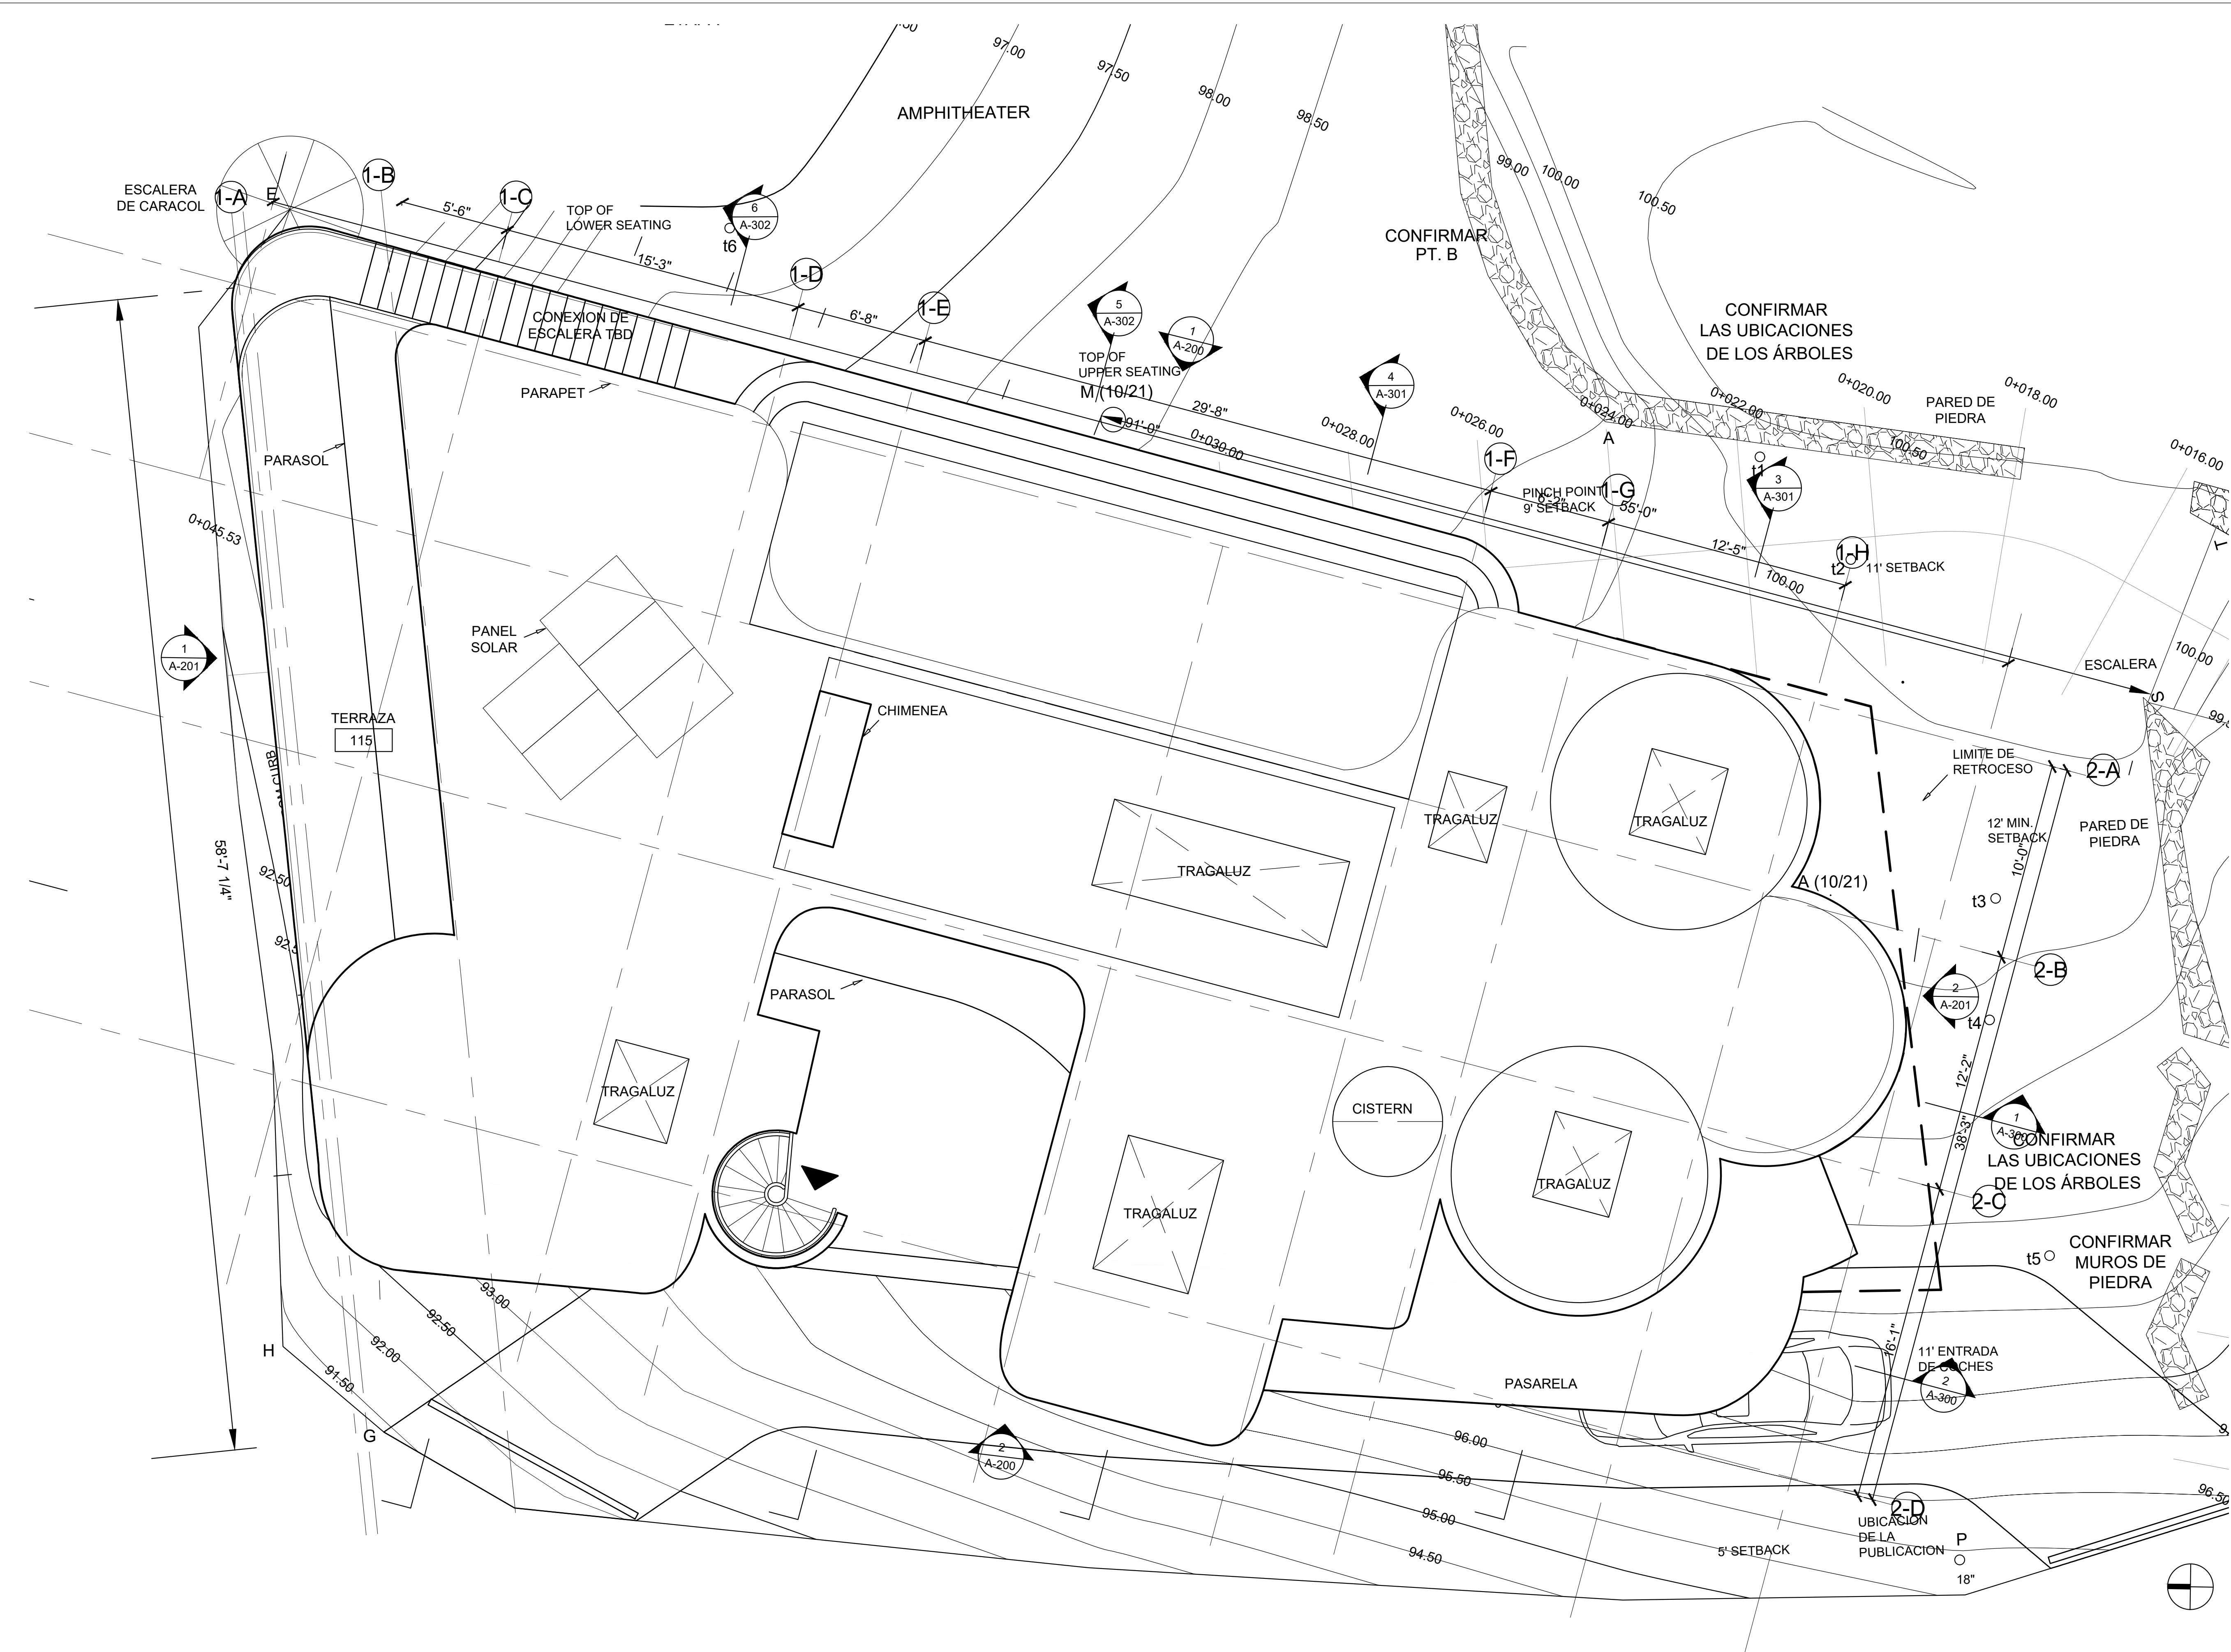 97.00
97.50
98.00
98.50
AMPHITHEATER
99.00
100.00
100.50
ESCALERA
DE CARACOL
1-A
E
1-B
1-C
5'-6"
TOP OF
LOWER SEATING
15'-3"
6
A-302
t6
1-D
6'-8"
1-E
CONEXION DE
ESCALERA TBD
PARAPET
PARASOL
5
A-302
1
A-200
TOP OF
UPPER SEATING
M (10/21)
91'-0"
29'-8"
0+030.00
0+028.00
4
A-301
0+026.00
1-F
CONFIRMAR
PT. B
CONFIRMAR
LAS UBICACIONES
DE LOS ÁRBOLES
0+024.00
A
0+022.00
0+020.00
0+018.00
PARED DE
PIEDRA
100.50
0+016.00
t1
3
A-301
PINCH POINT
9' SETBACK
6'-2"
1-G
55'-0"
12'-5"
1-H
t2
11' SETBACK
100.00
T
ESCALERA
100.00
S
0+045.53
1
A-201
PANEL
SOLAR
TERRAZA
115
CHIMENEA
TRAGALUZ
TRAGALUZ
TRAGALUZ
LIMITE DE
RETROCESO
2-A
12' MIN.
SETBACK
10'-0"
PARED DE
PIEDRA
A (10/21)
t3
2-B
58'-7 1/4"
92.50
PARASOL
2
A-201
t4
12'-2"
TRAGALUZ
CISTERN
1
A-300
38'-3"
CONFIRMAR
LAS UBICACIONES
DE LOS ÁRBOLES
2-C
TRAGALUZ
TRAGALUZ
t5
CONFIRMAR
MUROS DE
PIEDRA
93.00
92.50
92.00
91.50
H
G
16'-1"
11' ENTRADA
DE COCHES
2
A-300
PASARELA
2
A-200
96.00
95.50
95.00
94.50
96.50
2-D
UBICACION
DE LA
PUBLICACION
P
18"
5' SETBACK